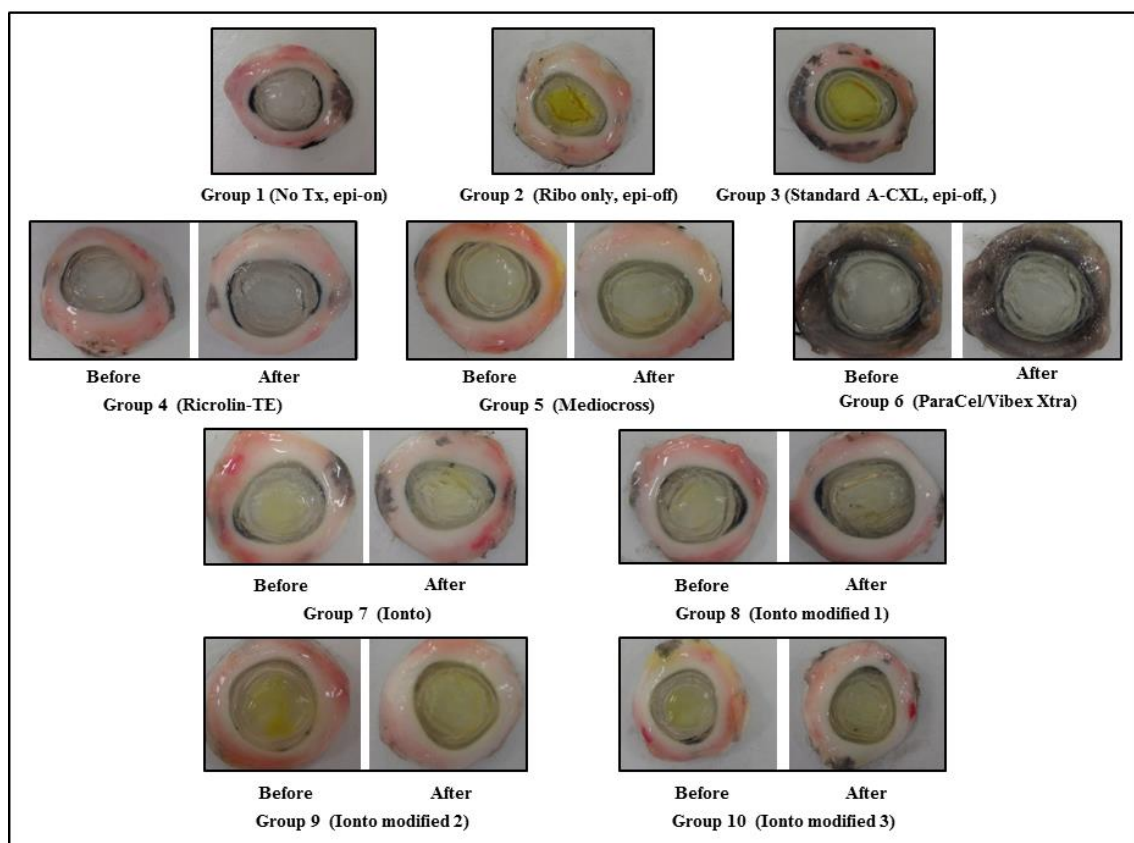 Group 1 (No Tx, epi-on)
Group 2 (Ribo only, epi-off)
Group 3 (Standard A-CXL, epi-off, )
Before
After
Group 4 (Ricrolin-TE)
Before
After
Group 5 (Mediocross)
Before
After
Group 6 (ParaCel/Vibex Xtra)
Before
After
Group 7 (Ionto)
Before
After
Group 8 (Ionto modified 1)
Before
After
Group 9 (Ionto modified 2)
Before
After
Group 10 (Ionto modified 3)